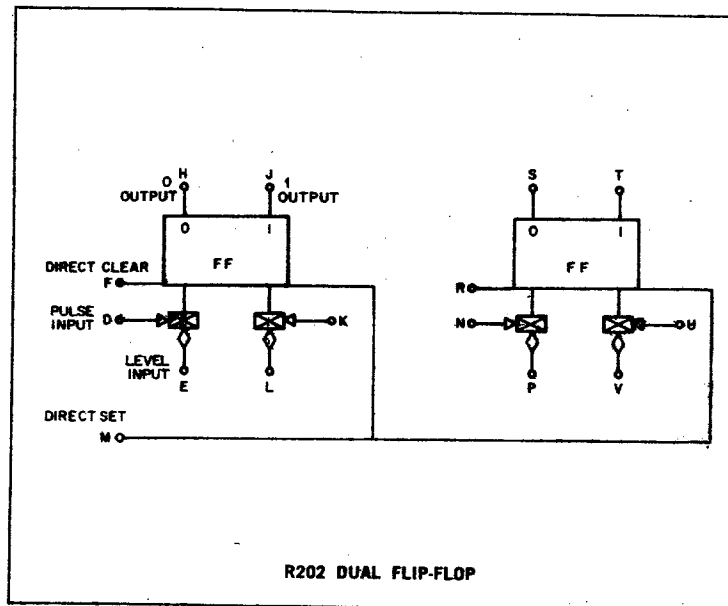 H J S T
0 OUTPUT 1 OUTPUT
0 1 0 1
FF FF
DIRECT CLEAR
F R
PULSE INPUT
D K N U
LEVEL INPUT
E L P V
DIRECT SET
M
R202 DUAL FLIP-FLOP